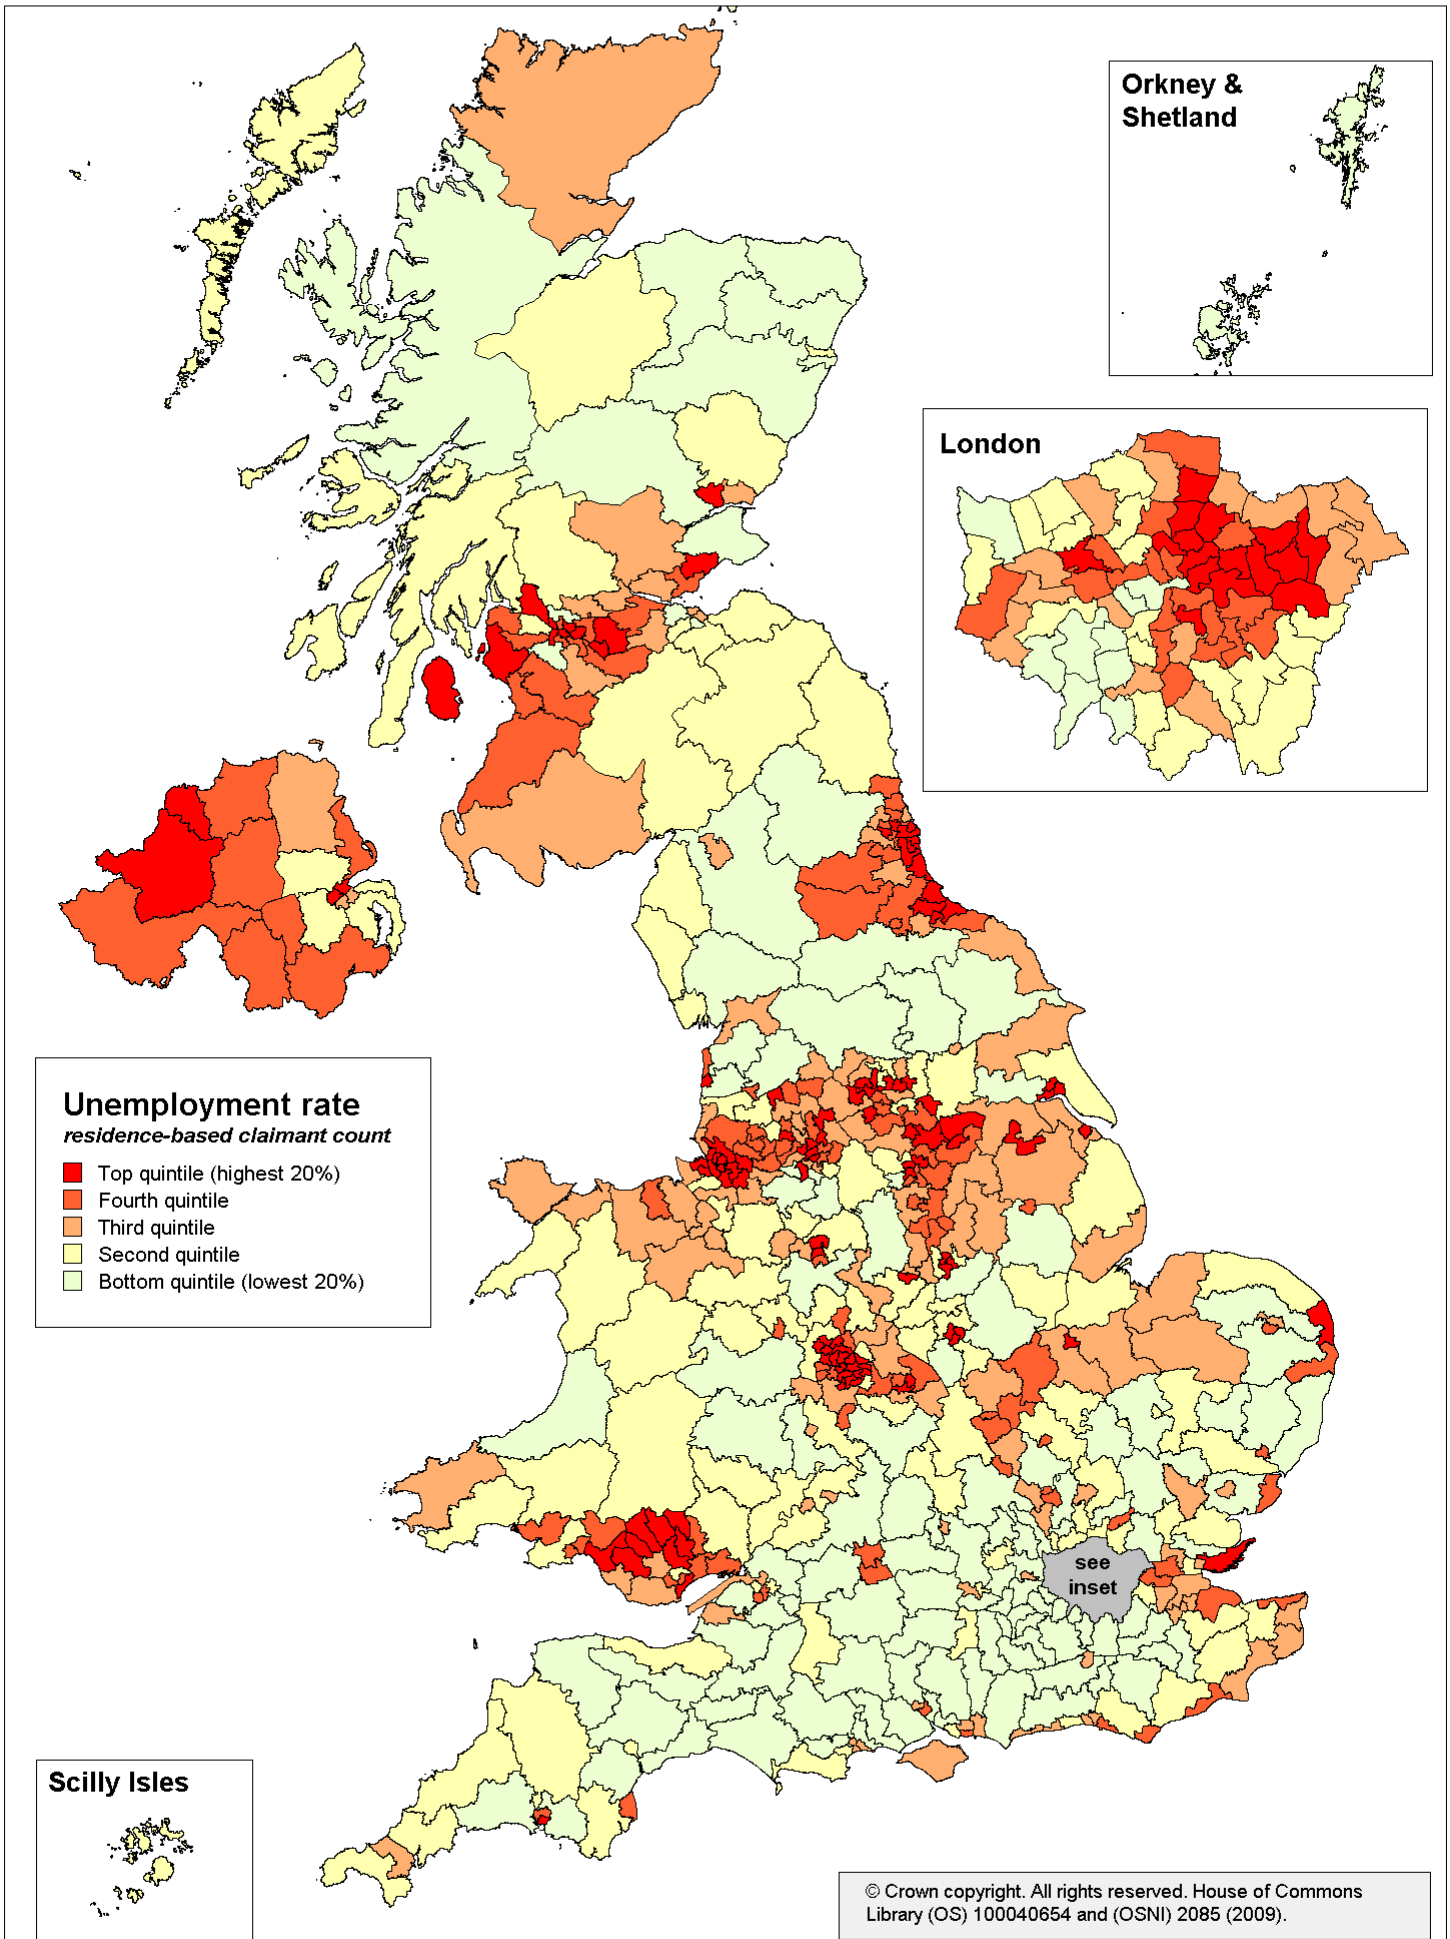 Orkney &
Shetland
London
Unemployment rate
residence-based claimant count
Top quintile (highest 20%)
Fourth quintile
Third quintile
Second quintile
Bottom quintile (lowest 20%)
see
inset
Scilly Isles
© Crown copyright. All rights reserved. House of Commons
Library (OS) 100040654 and (OSNI) 2085 (2009).